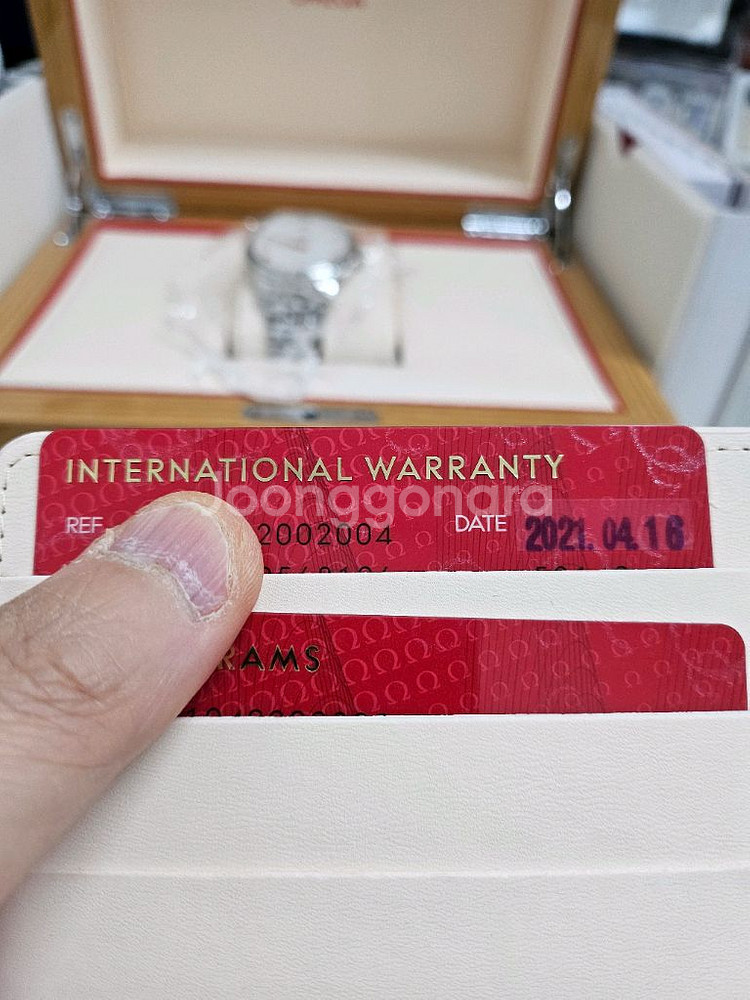 INTERNATIONAL WARRANTY
Joonggonara
REF 2002004 DATE 2021.04.16
RAMS